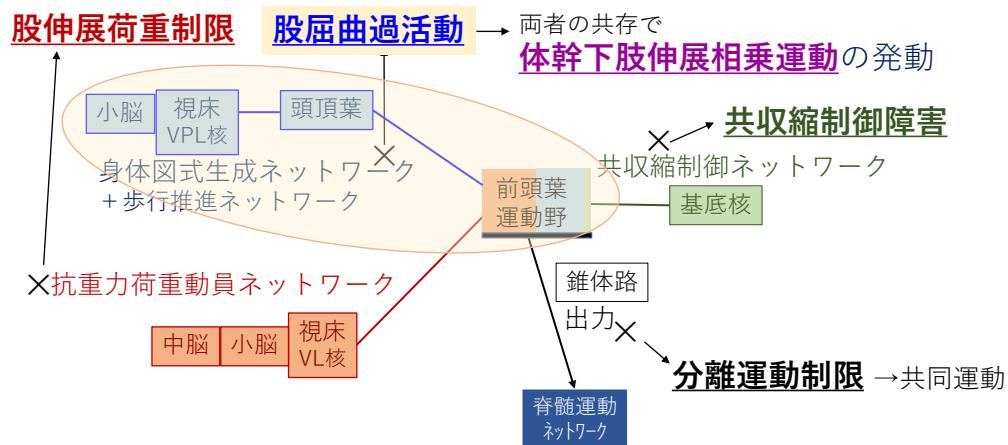 股伸展荷重制限
股屈曲過活動
両者の共存で
体幹下肢伸展相乗運動の発動
小脳
視床
VPL核
頭頂葉
共収縮制御障害
身体図式生成ネットワーク
＋歩行推進ネットワーク
共収縮制御ネットワーク
前頭葉
運動野
基底核
抗重力荷重動員ネットワーク
錐体路
出力
中脳
小脳
視床
VL核
分離運動制限 →共同運動
脊髄運動
ネットワーク